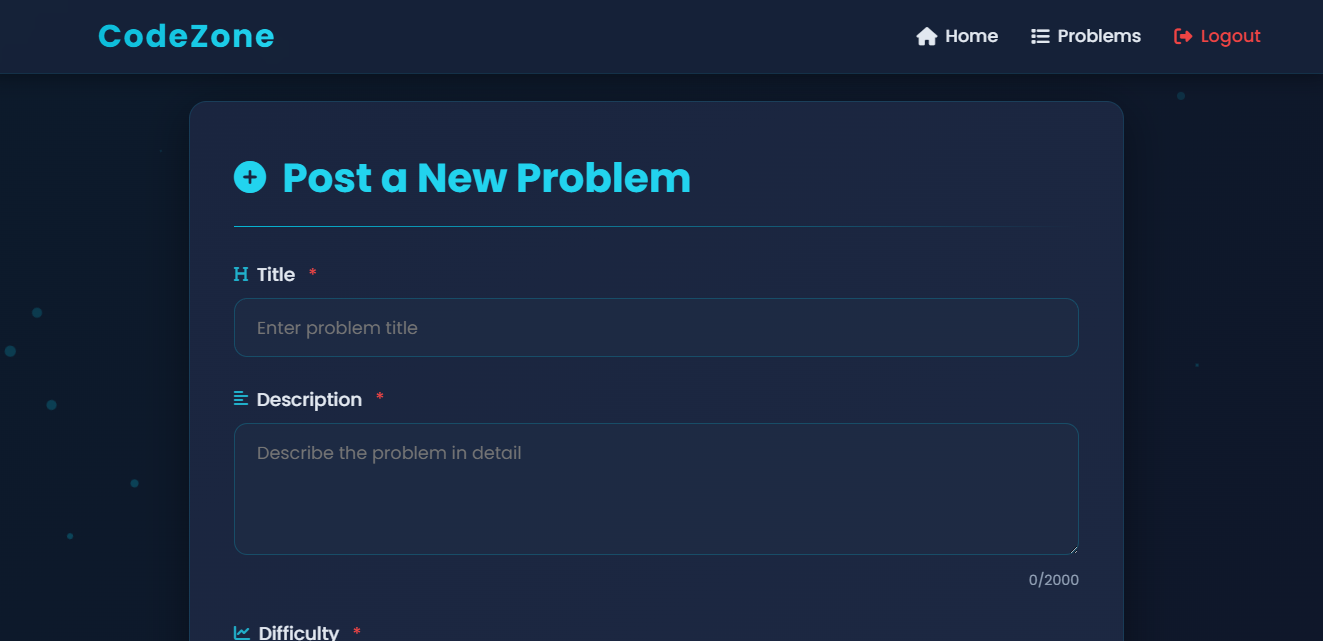 CodeZone
Home Problems Logout
Post a New Problem
Title *
Enter problem title
Description *
Describe the problem in detail
0/2000
Difficulty *